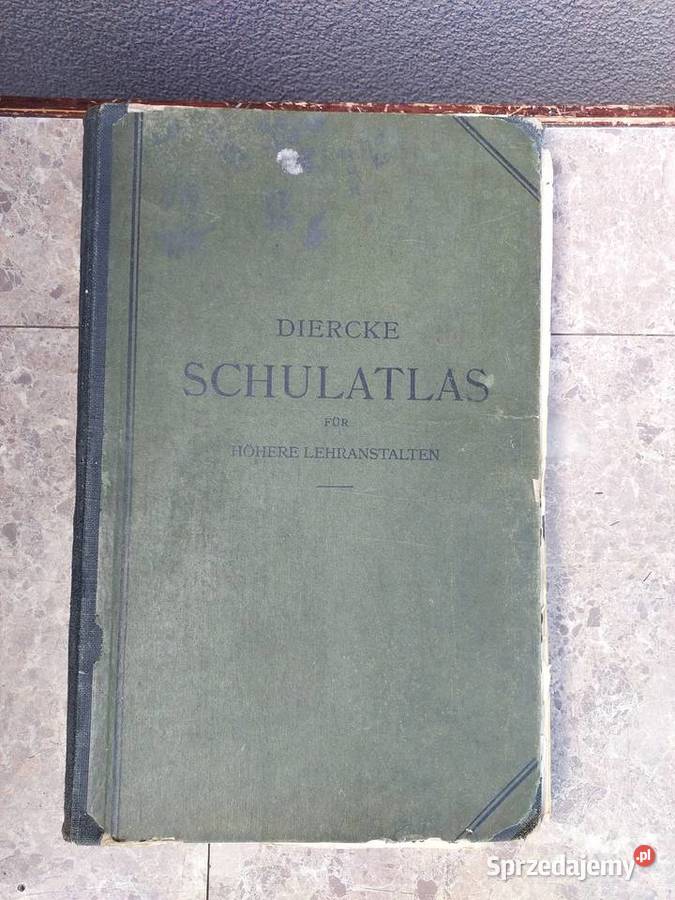 DIERCKE
SCHULATLAS
FÜR
HÖHERE LEHRANSTALTEN
Sprzedajemy.pl